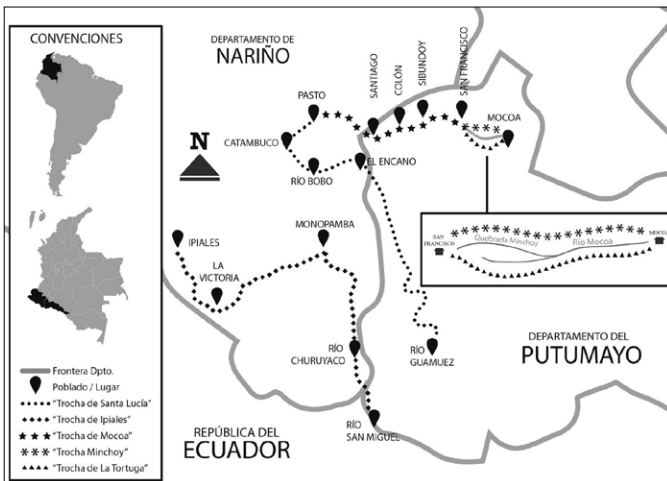 CONVENCIONES
Frontera Dpto.
Poblado / Lugar
"Trocha de Santa Lucía"
"Trocha de Ipiales"
"Trocha de Mocoa"
"Trocha Minchoy"
"Trocha de La Tortuga"
DEPARTAMENTO DE
NARIÑO
PASTO
SANTIAGO
COLÓN
SIBUNDOY
SAN FRANCISCO
MOCOA
CATAMBUCO
N
RÍO BOBO
EL ENCANO
IPIALES
LA
VICTORIA
MONOPAMBA
SAN
FRANCISCO
Quebrada Minchoy
Río Mocoa
MOCOA
RÍO
CHURUYACO
RÍO
GUAMUEZ
DEPARTAMENTO DEL
PUTUMAYO
REPÚBLICA DEL
ECUADOR
RÍO
SAN MIGUEL